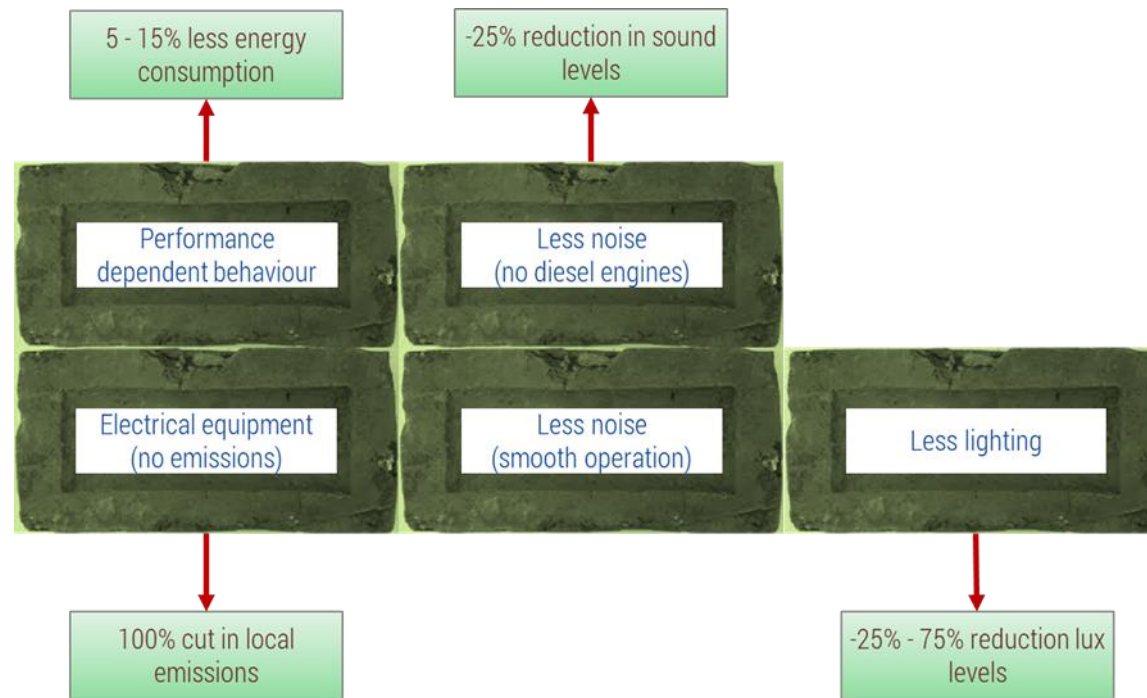 5 - 15% less energy
consumption
-25% reduction in sound
levels
Performance
dependent behaviour
Less noise
(no diesel engines)
Electrical equipment
(no emissions)
Less noise
(smooth operation)
Less lighting
100% cut in local
emissions
-25% - 75% reduction lux
levels